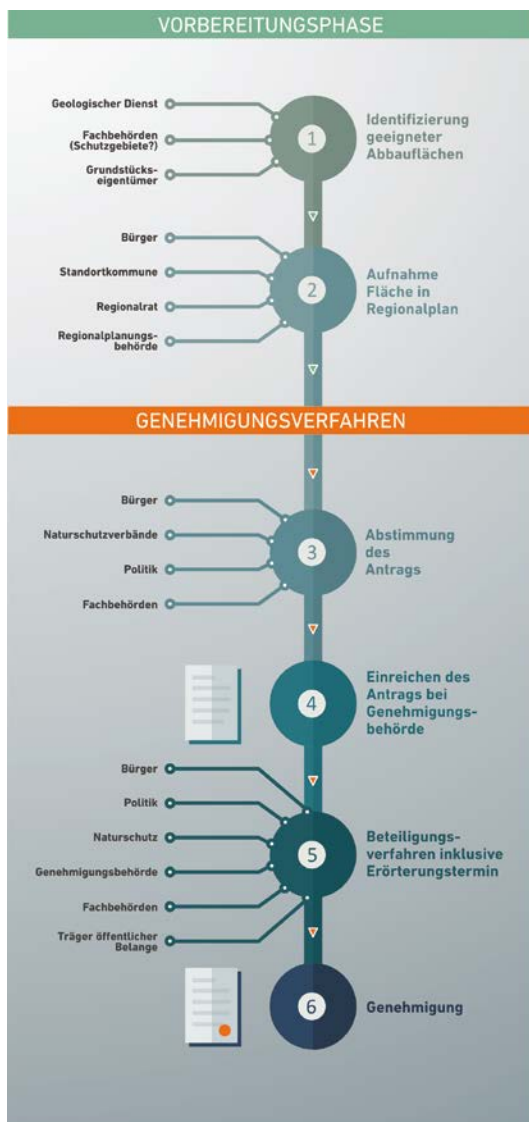 VORBEREITUNGSPHASE
Geologischer Dienst
Fachbehörden
(Schutzgebiete?)
Grundstücks-
eigentümer
1
Identifizierung
geeigneter
Abbauflächen
Bürger
Standortkommune
Regionalrat
Regionalplanungs-
behörde
2
Aufnahme
Fläche in
Regionalplan
GENEHMIGUNGSVERFAHREN
Bürger
Naturschutzverbände
Politik
Fachbehörden
3
Abstimmung
des
Antrags
4
Einreichen des
Antrags bei
Genehmigungs-
behörde
Bürger
Politik
Naturschutz
Genehmigungsbehörde
Fachbehörden
Träger öffentlicher
Belange
5
Beteiligungs-
verfahren inklusive
Erörterungstermin
6
Genehmigung